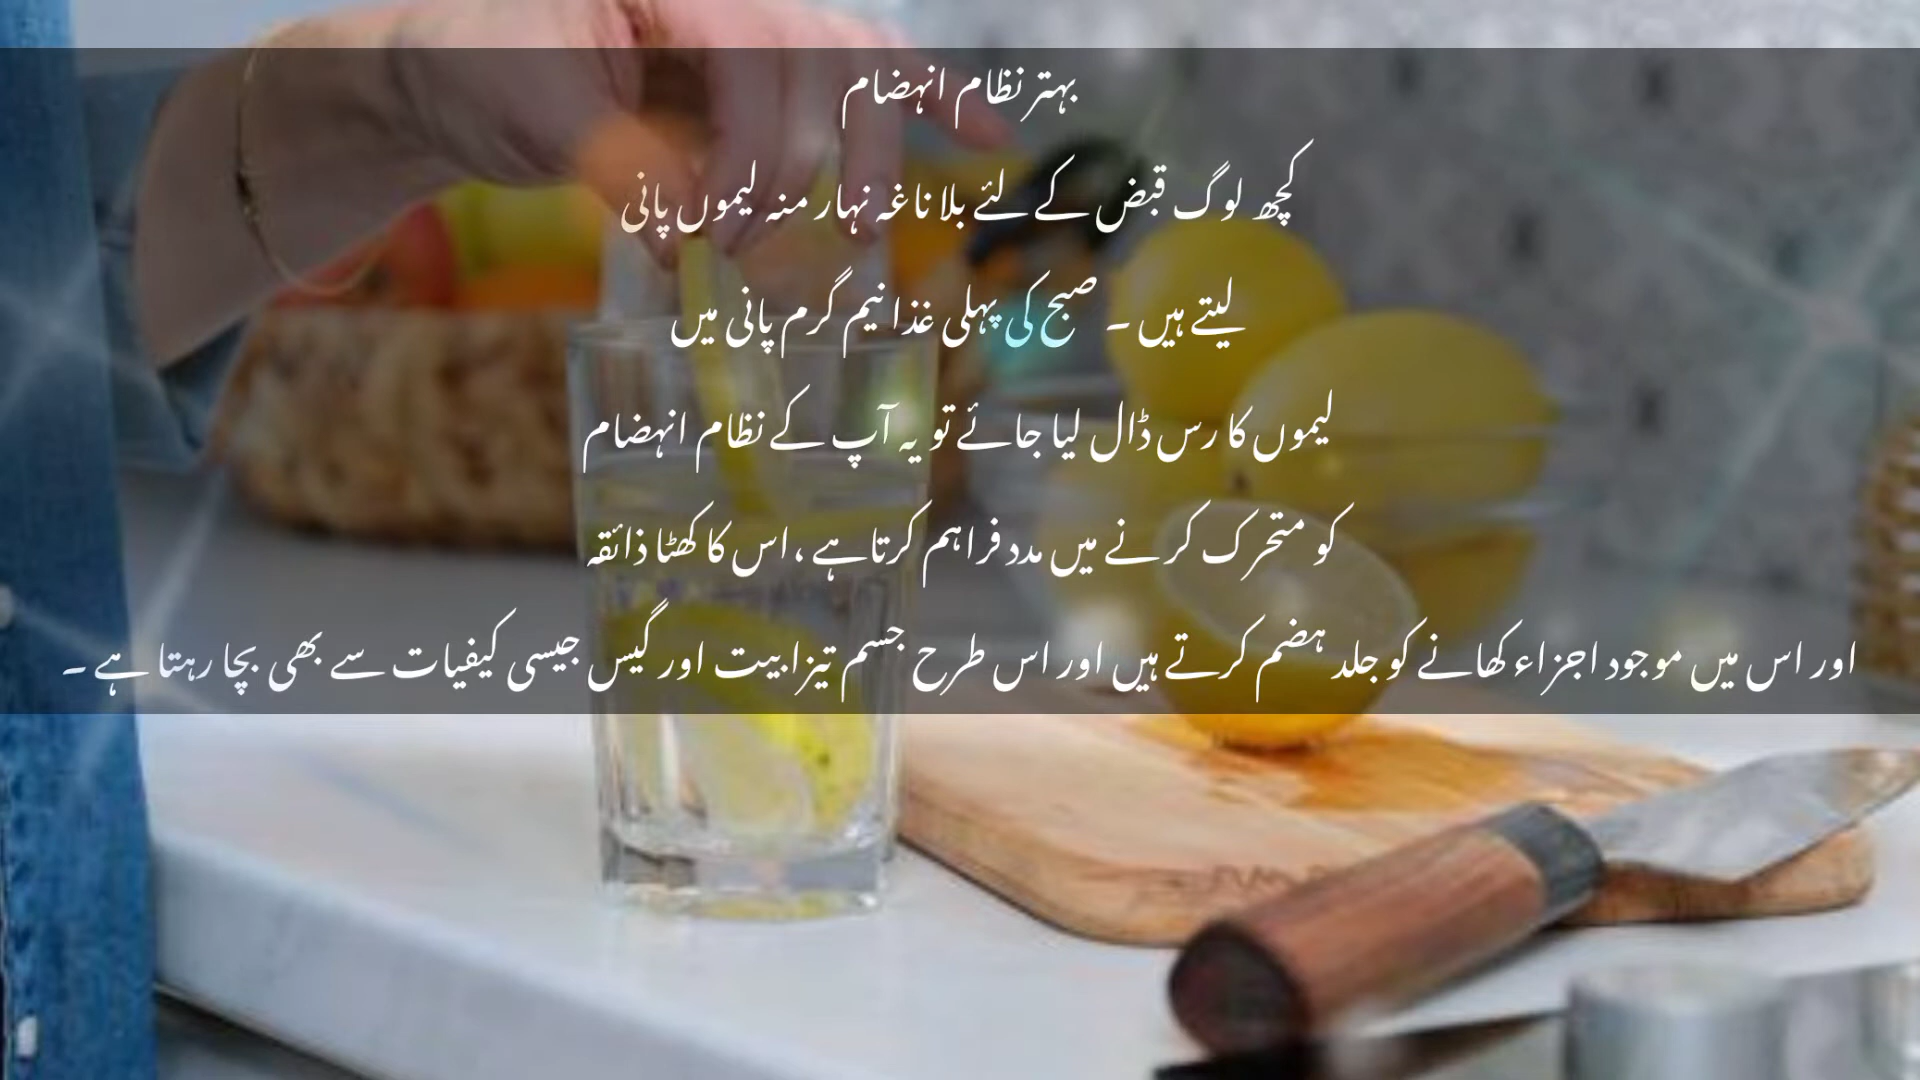 بہتر نظام انہضام
کچھ لوگ قبض کے لئے بلا ناغہ نہار منہ لیموں پانی
لیتے ہیں ۔ صبح کی پہلی غذا نیم گرم پانی میں
لیموں کا رس ڈال لیا جائے تو یہ آپ کے نظام انہضام
کو متحرک کرنے میں مدد فراہم کرتا ہے ، اس کا کھٹا ذائقہ
اور اس میں موجود اجزاء کھانے کو جلد ہضم کرتے ہیں اور اس طرح جسم تیزابیت اور گیس جیسی کیفیات سے بھی بچا رہتا ہے ۔